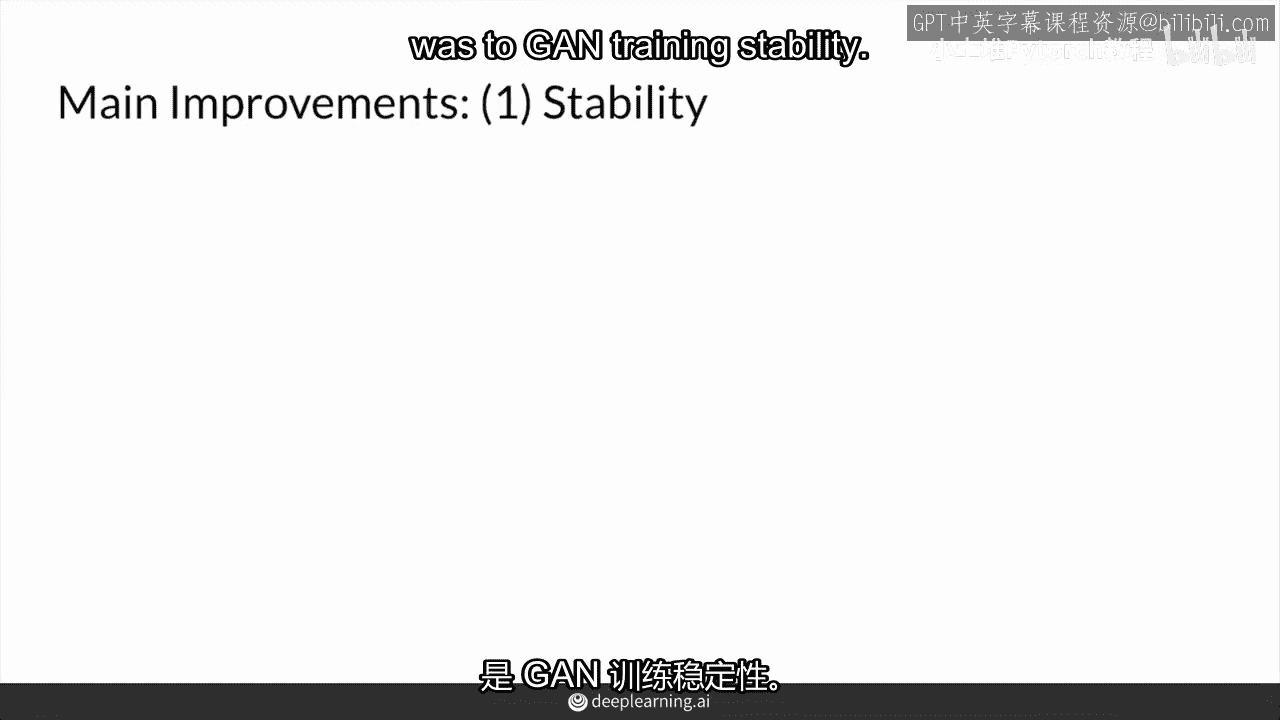 GPT中英字幕课程资源@bilibili.com
was to GAN training stability.
Main Improvements: (1) Stability
是 GAN 训练稳定性。
deeplearning.ai